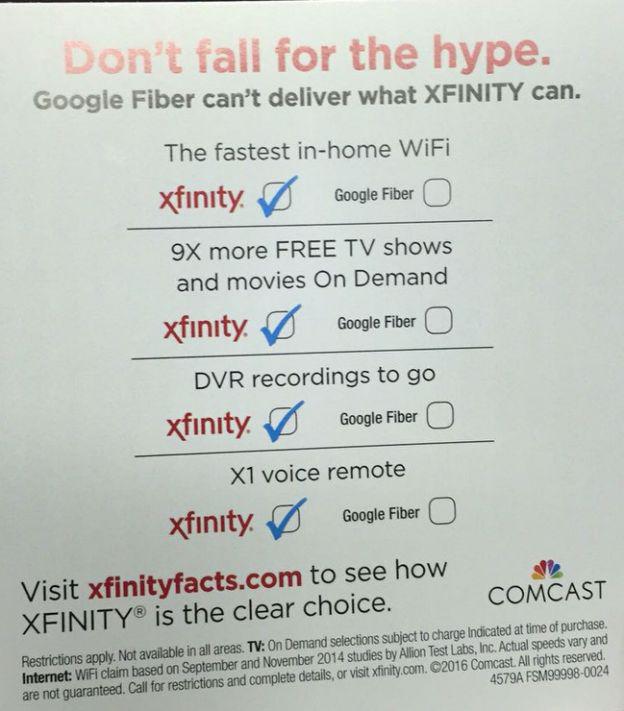 Don't fall for the hype.
Google Fiber can't deliver what XFINITY can.
The fastest in-home WiFi
xfinity. Google Fiber
9X more FREE TV shows
and movies On Demand
xfinity. Google Fiber
DVR recordings to go
xfinity. Google Fiber
X1 voice remote
xfinity. Google Fiber
Visit xfinityfacts.com to see how
XFINITY® is the clear choice.
COMCAST
Restrictions apply. Not available in all areas. TV: On Demand selections subject to charge Indicated at time of purchase.
Internet: WiFi claim based on September and November 2014 studies by Allion Test Labs, Inc. Actual speeds vary and
are not guaranteed. Call for restrictions and complete details, or visit xfinity.com. ©2016 Comcast. All rights reserved.
4579A FSM99998-0024